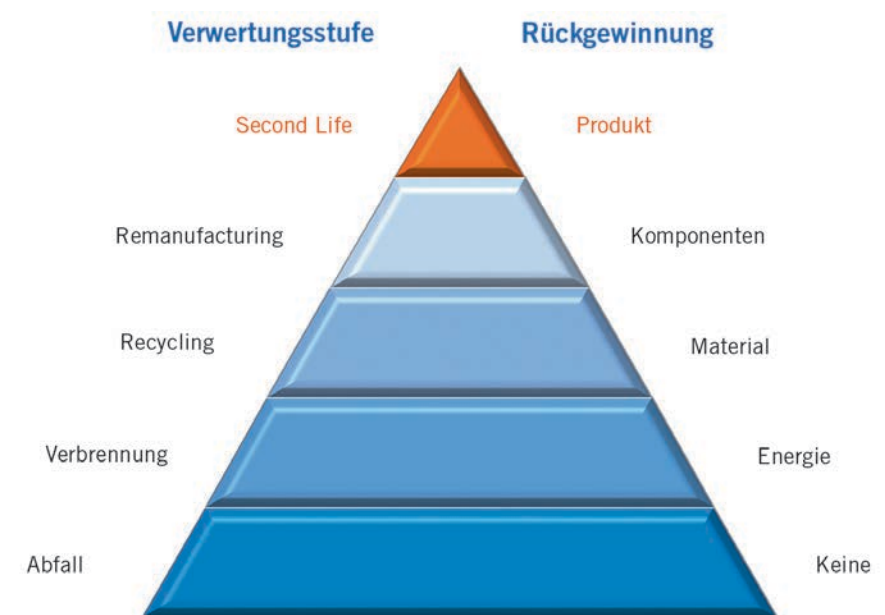 Verwertungsstufe Rückgewinnung
Second Life Produkt
Remanufacturing Komponenten
Recycling Material
Verbrennung Energie
Abfall Keine